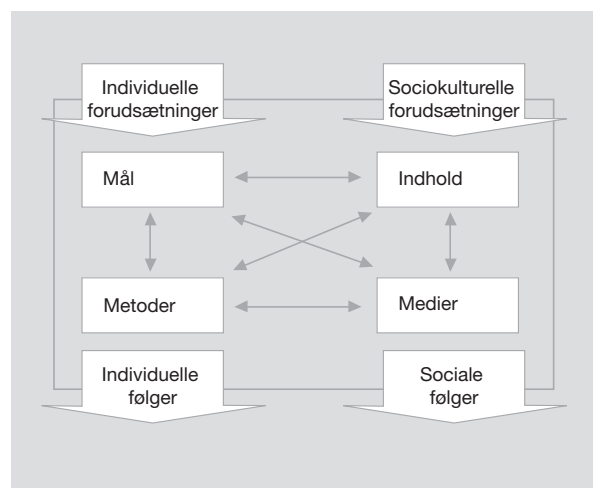 Individuelle
forudsætninger
Sociokulturelle
forudsætninger
Mål
Indhold
Metoder
Medier
Individuelle
følger
Sociale
følger